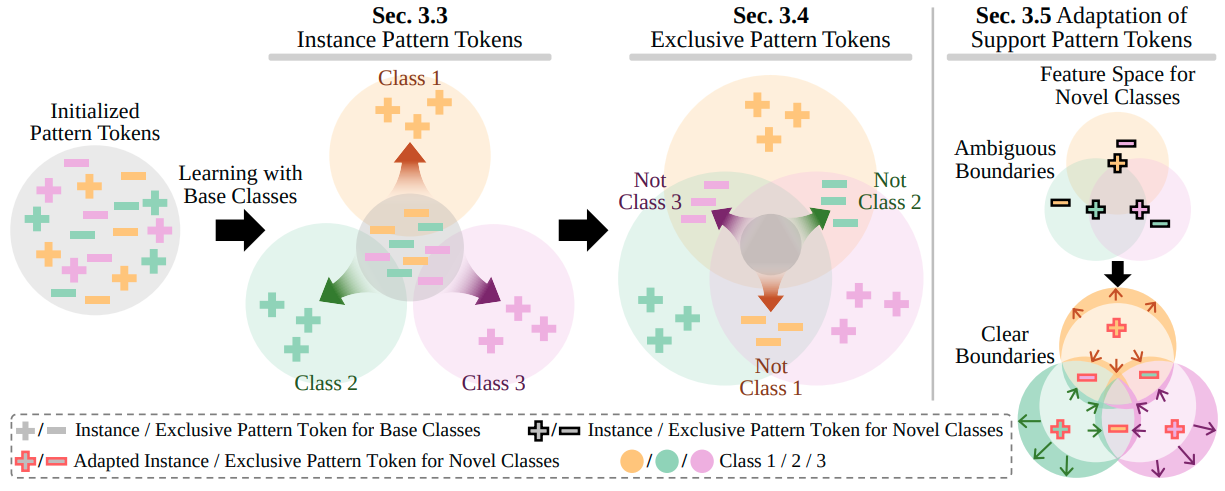 Sec. 3.3
Instance Pattern Tokens
Sec. 3.4
Exclusive Pattern Tokens
Sec. 3.5 Adaptation of
Support Pattern Tokens
Initialized
Pattern Tokens
Learning with
Base Classes
Class 1
Class 2
Class 3
Not
Class 3
Not
Class 2
Not
Class 1
Feature Space for
Novel Classes
Ambiguous
Boundaries
Clear
Boundaries
/ Instance / Exclusive Pattern Token for Base Classes
/ Instance / Exclusive Pattern Token for Novel Classes
/ Adapted Instance / Exclusive Pattern Token for Novel Classes
/ / Class 1 / 2 / 3